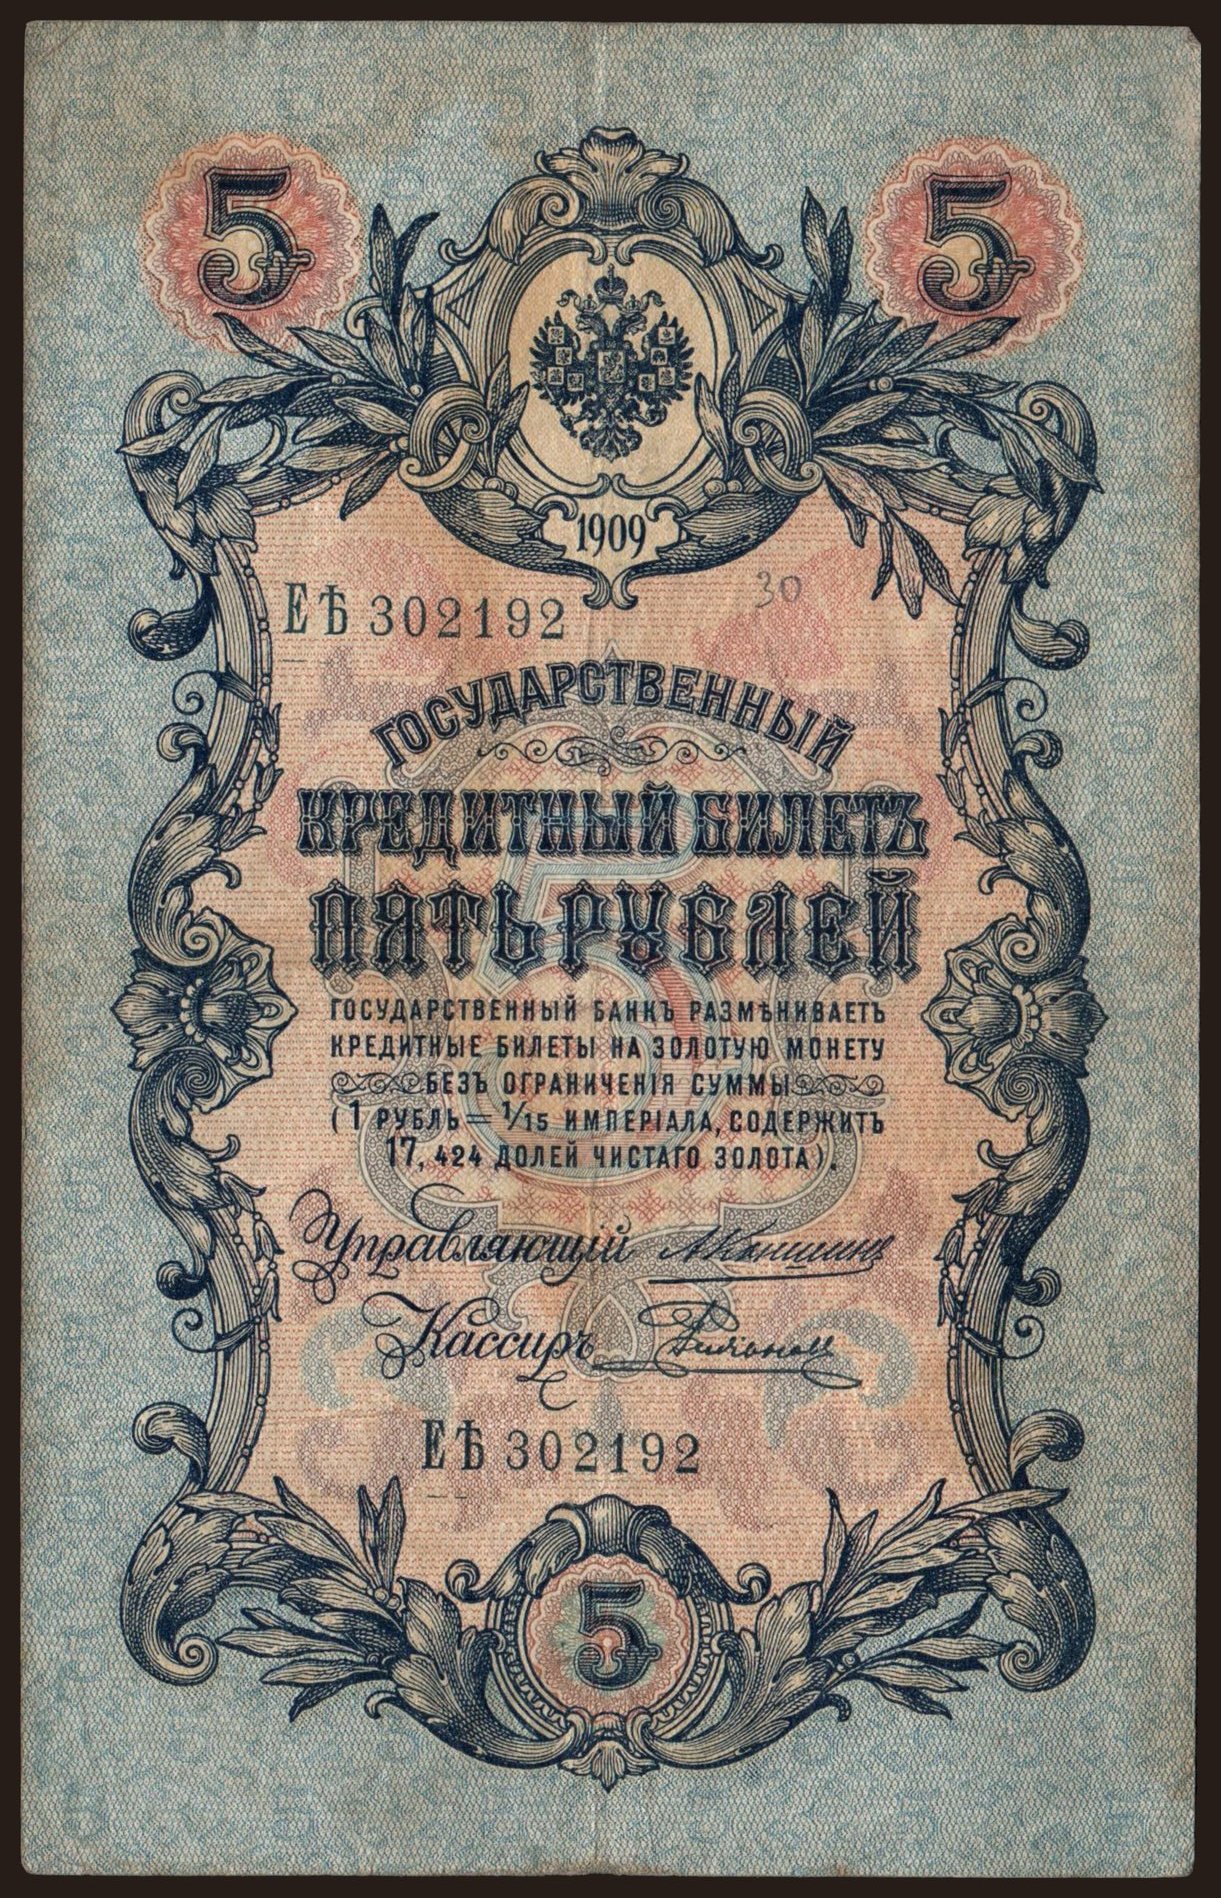 5 5
1909
30
ЕѢ 302192
ГОСУДАРСТВЕННЫЙ
КРЕДИТНЫЙ БИЛЕТЪ
ПЯТЬ РУБЛЕЙ
ГОСУДАРСТВЕННЫЙ БАНКЪ РАЗМѢНИВАЕТЪ
КРЕДИТНЫЕ БИЛЕТЫ НА ЗОЛОТУЮ МОНЕТУ
БЕЗЪ ОГРАНИЧЕНІЯ СУММЫ
(1 РУБЛЬ = 1/15 ИМПЕРІАЛА, СОДЕРЖИТЪ
17,424 ДОЛЕЙ ЧИСТАГО ЗОЛОТА).
Управляющій АКоншинъ
Кассиръ
ЕѢ 302192
5